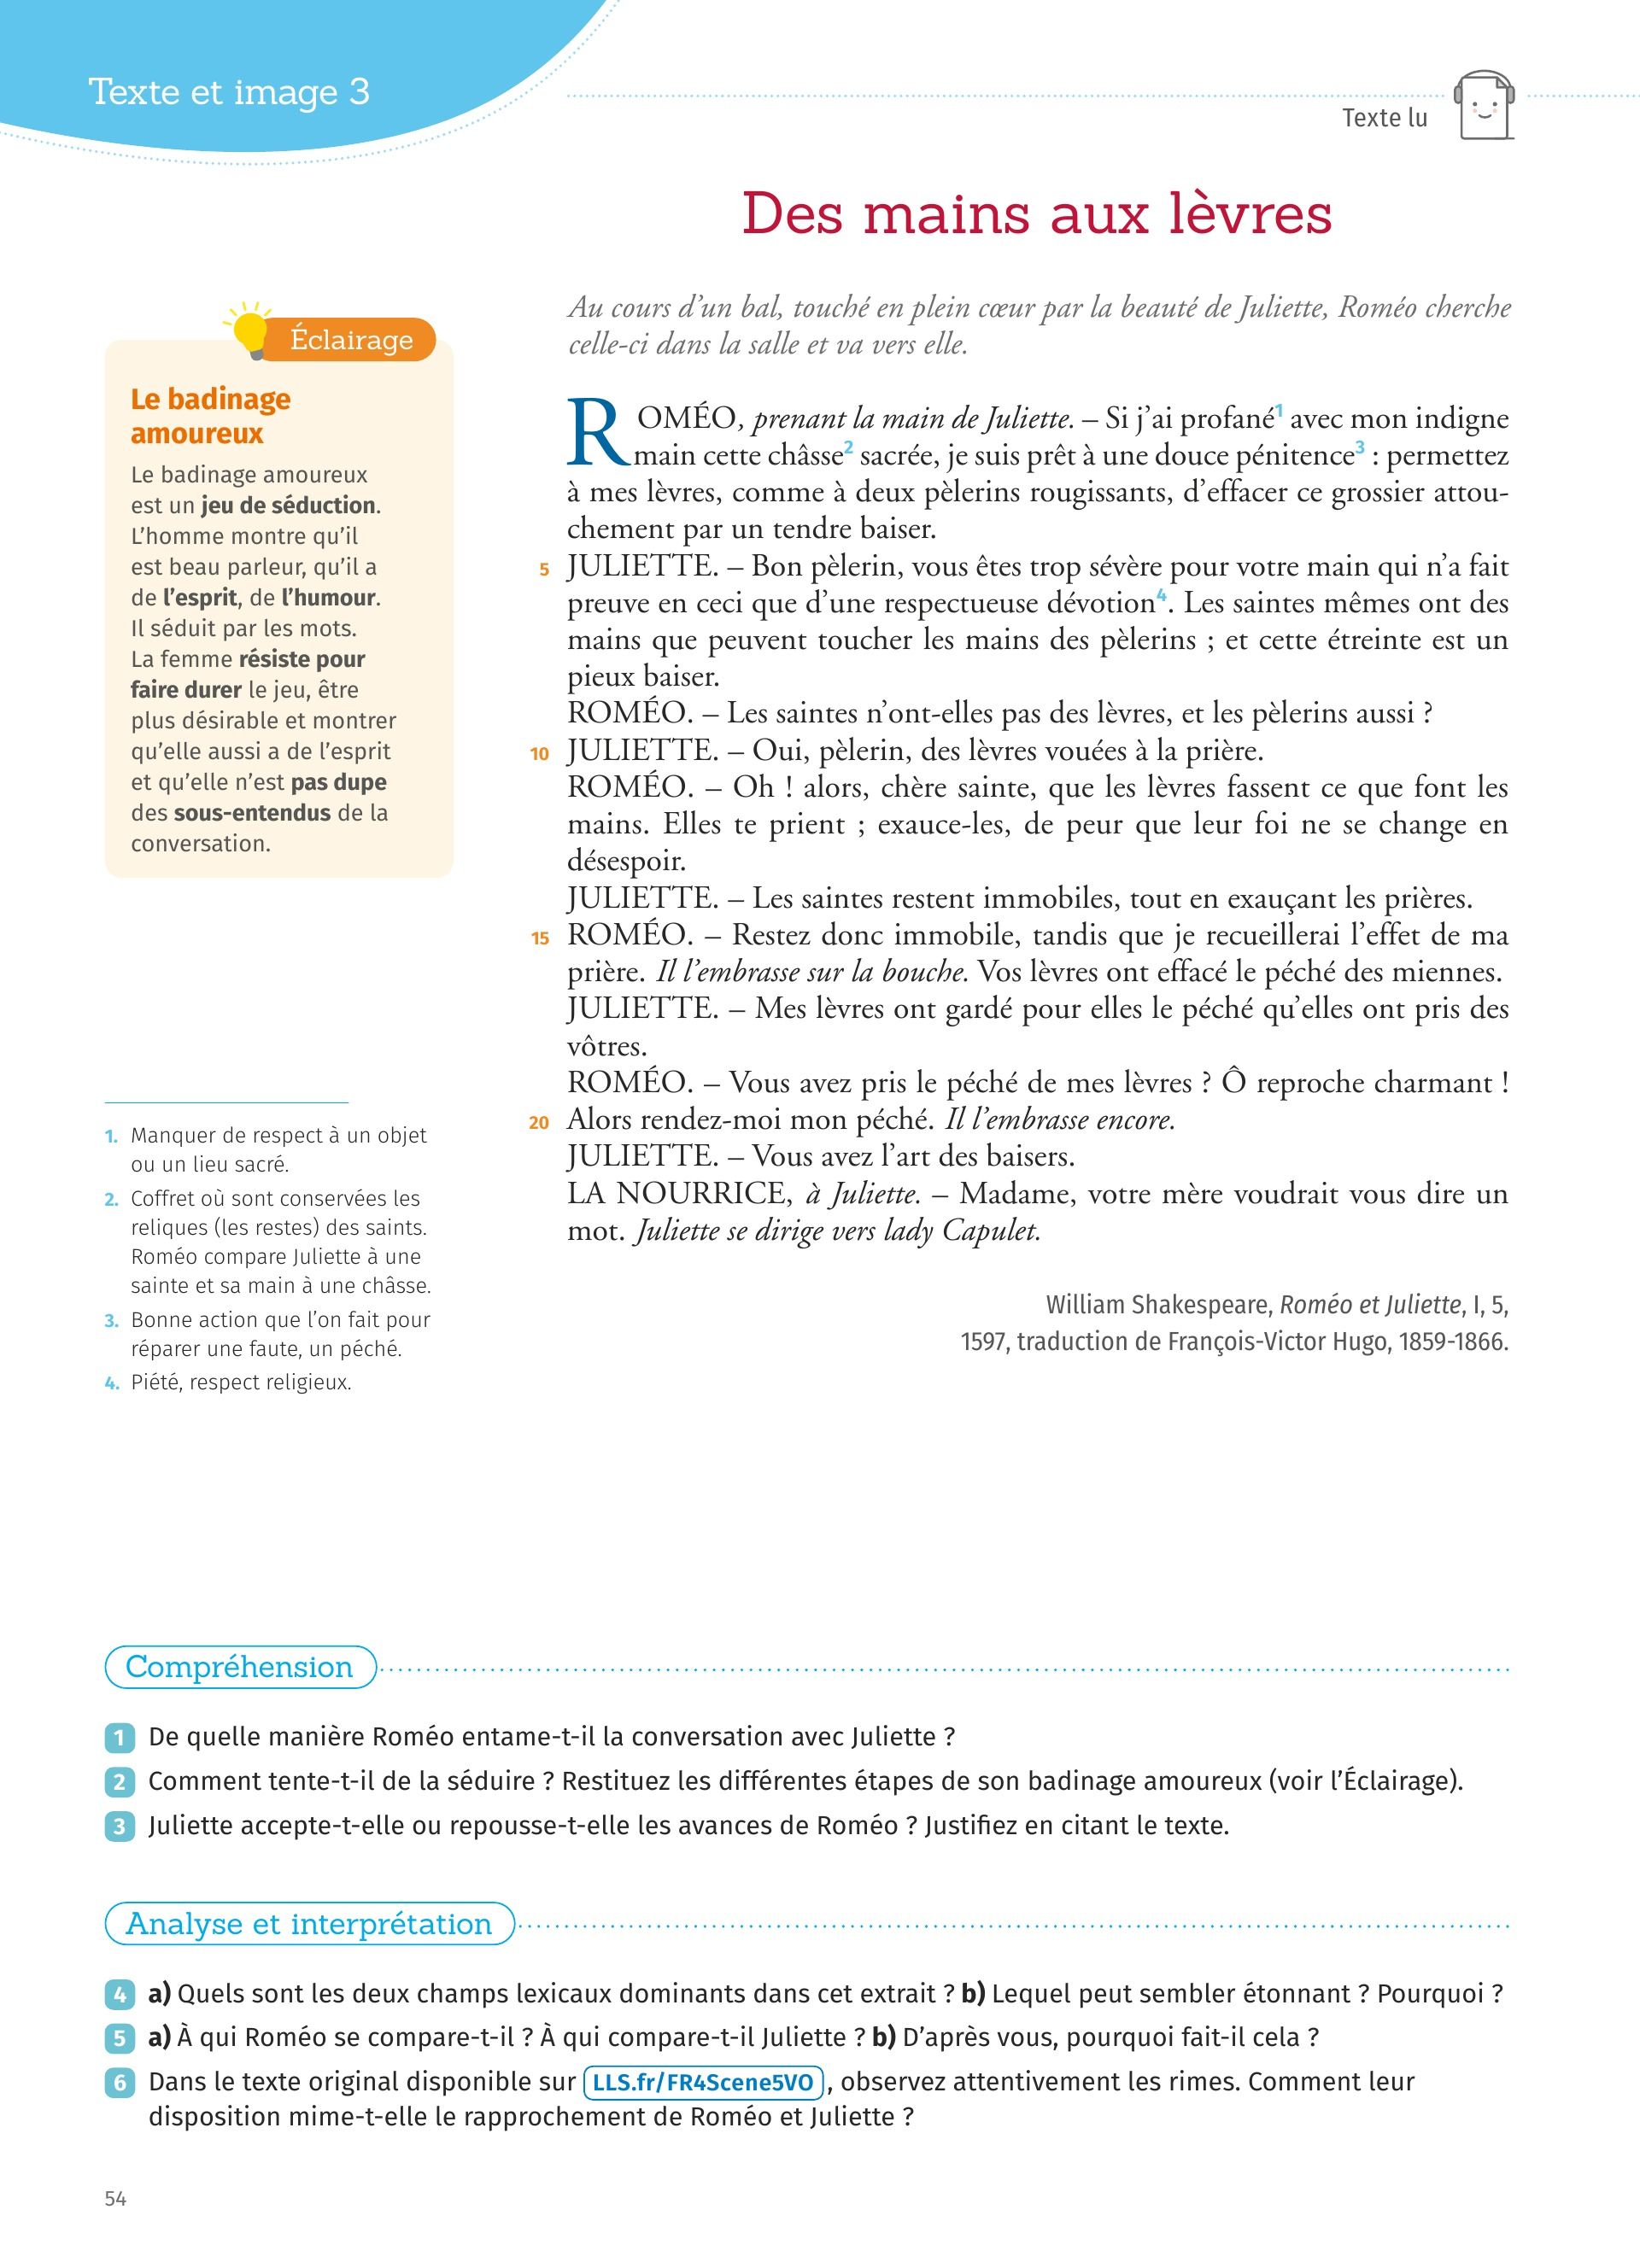 Texte et image 3
Texte lu
Des mains aux lèvres
Au cours d’un bal, touché en plein cœur par la beauté de Juliette, Roméo cherche
celle-ci dans la salle et va vers elle.
Éclairage
Le badinage
amoureux
Le badinage amoureux
est un jeu de séduction.
L’homme montre qu’il
est beau parleur, qu’il a
de l’esprit, de l’humour.
Il séduit par les mots.
La femme résiste pour
faire durer le jeu, être
plus désirable et montrer
qu’elle aussi a de l’esprit
et qu’elle n’est pas dupe
des sous-entendus de la
conversation.
ROMÉO, prenant la main de Juliette. – Si j’ai profané1 avec mon indigne
main cette châsse2 sacrée, je suis prêt à une douce pénitence3 : permettez
à mes lèvres, comme à deux pèlerins rougissants, d’effacer ce grossier attou-
chement par un tendre baiser.
5 JULIETTE. – Bon pèlerin, vous êtes trop sévère pour votre main qui n’a fait
preuve en ceci que d’une respectueuse dévotion4. Les saintes mêmes ont des
mains que peuvent toucher les mains des pèlerins ; et cette étreinte est un
pieux baiser.
ROMÉO. – Les saintes n’ont-elles pas des lèvres, et les pèlerins aussi ?
10 JULIETTE. – Oui, pèlerin, des lèvres vouées à la prière.
ROMÉO. – Oh ! alors, chère sainte, que les lèvres fassent ce que font les
mains. Elles te prient ; exauce-les, de peur que leur foi ne se change en
désespoir.
JULIETTE. – Les saintes restent immobiles, tout en exauçant les prières.
15 ROMÉO. – Restez donc immobile, tandis que je recueillerai l’effet de ma
prière. Il l’embrasse sur la bouche. Vos lèvres ont effacé le péché des miennes.
JULIETTE. – Mes lèvres ont gardé pour elles le péché qu’elles ont pris des
vôtres.
ROMÉO. – Vous avez pris le péché de mes lèvres ? Ô reproche charmant !
20 Alors rendez-moi mon péché. Il l’embrasse encore.
JULIETTE. – Vous avez l’art des baisers.
LA NOURRICE, à Juliette. – Madame, votre mère voudrait vous dire un
mot. Juliette se dirige vers lady Capulet.
William Shakespeare, Roméo et Juliette, I, 5,
1597, traduction de François-Victor Hugo, 1859-1866.
1. Manquer de respect à un objet
ou un lieu sacré.
2. Coffret où sont conservées les
reliques (les restes) des saints.
Roméo compare Juliette à une
sainte et sa main à une châsse.
3. Bonne action que l’on fait pour
réparer une faute, un péché.
4. Piété, respect religieux.
Compréhension
1 De quelle manière Roméo entame-t-il la conversation avec Juliette ?
2 Comment tente-t-il de la séduire ? Restituez les différentes étapes de son badinage amoureux (voir l’Éclairage).
3 Juliette accepte-t-elle ou repousse-t-elle les avances de Roméo ? Justifiez en citant le texte.
Analyse et interprétation
4 a) Quels sont les deux champs lexicaux dominants dans cet extrait ? b) Lequel peut sembler étonnant ? Pourquoi ?
5 a) À qui Roméo se compare-t-il ? À qui compare-t-il Juliette ? b) D’après vous, pourquoi fait-il cela ?
6 Dans le texte original disponible sur LLS.fr/FR4Scene5VO, observez attentivement les rimes. Comment leur
disposition mime-t-elle le rapprochement de Roméo et Juliette ?
54